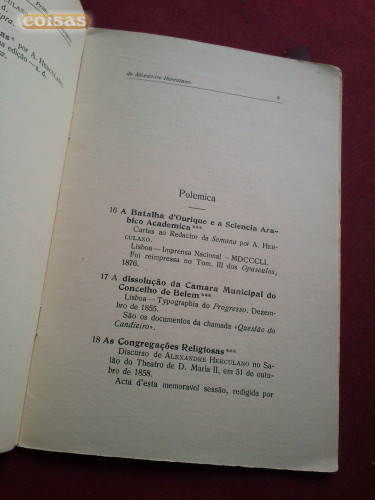 coisas
de Alexandre Herculano
Polemica
16 A Batalha d'Ourique e a Sciencia Ara-
bico Academica***
Cartas ao Redactor da Semana por A. HER-
CULANO.
Lisboa — Imprensa Nacional — MDCCCLI.
Foi reimpressa no Tom. III dos Opusculos,
1876.
17 A dissolução da Camara Municipal do
Concelho de Belem***
Lisboa — Typographia do Progresso. Dezem-
bro de 1855.
São os documentos da chamada «Questão do
Candieiro».
18 As Congregações Religiosas***
Discurso de ALEXANDRE HERCULANO no Sa-
lão do Theatro de D. Maria II, em 31 de outu-
bro de 1858.
Acta d'esta memoravel sessão, redigida por
as* por A. HERCULANO
edição — s. d.